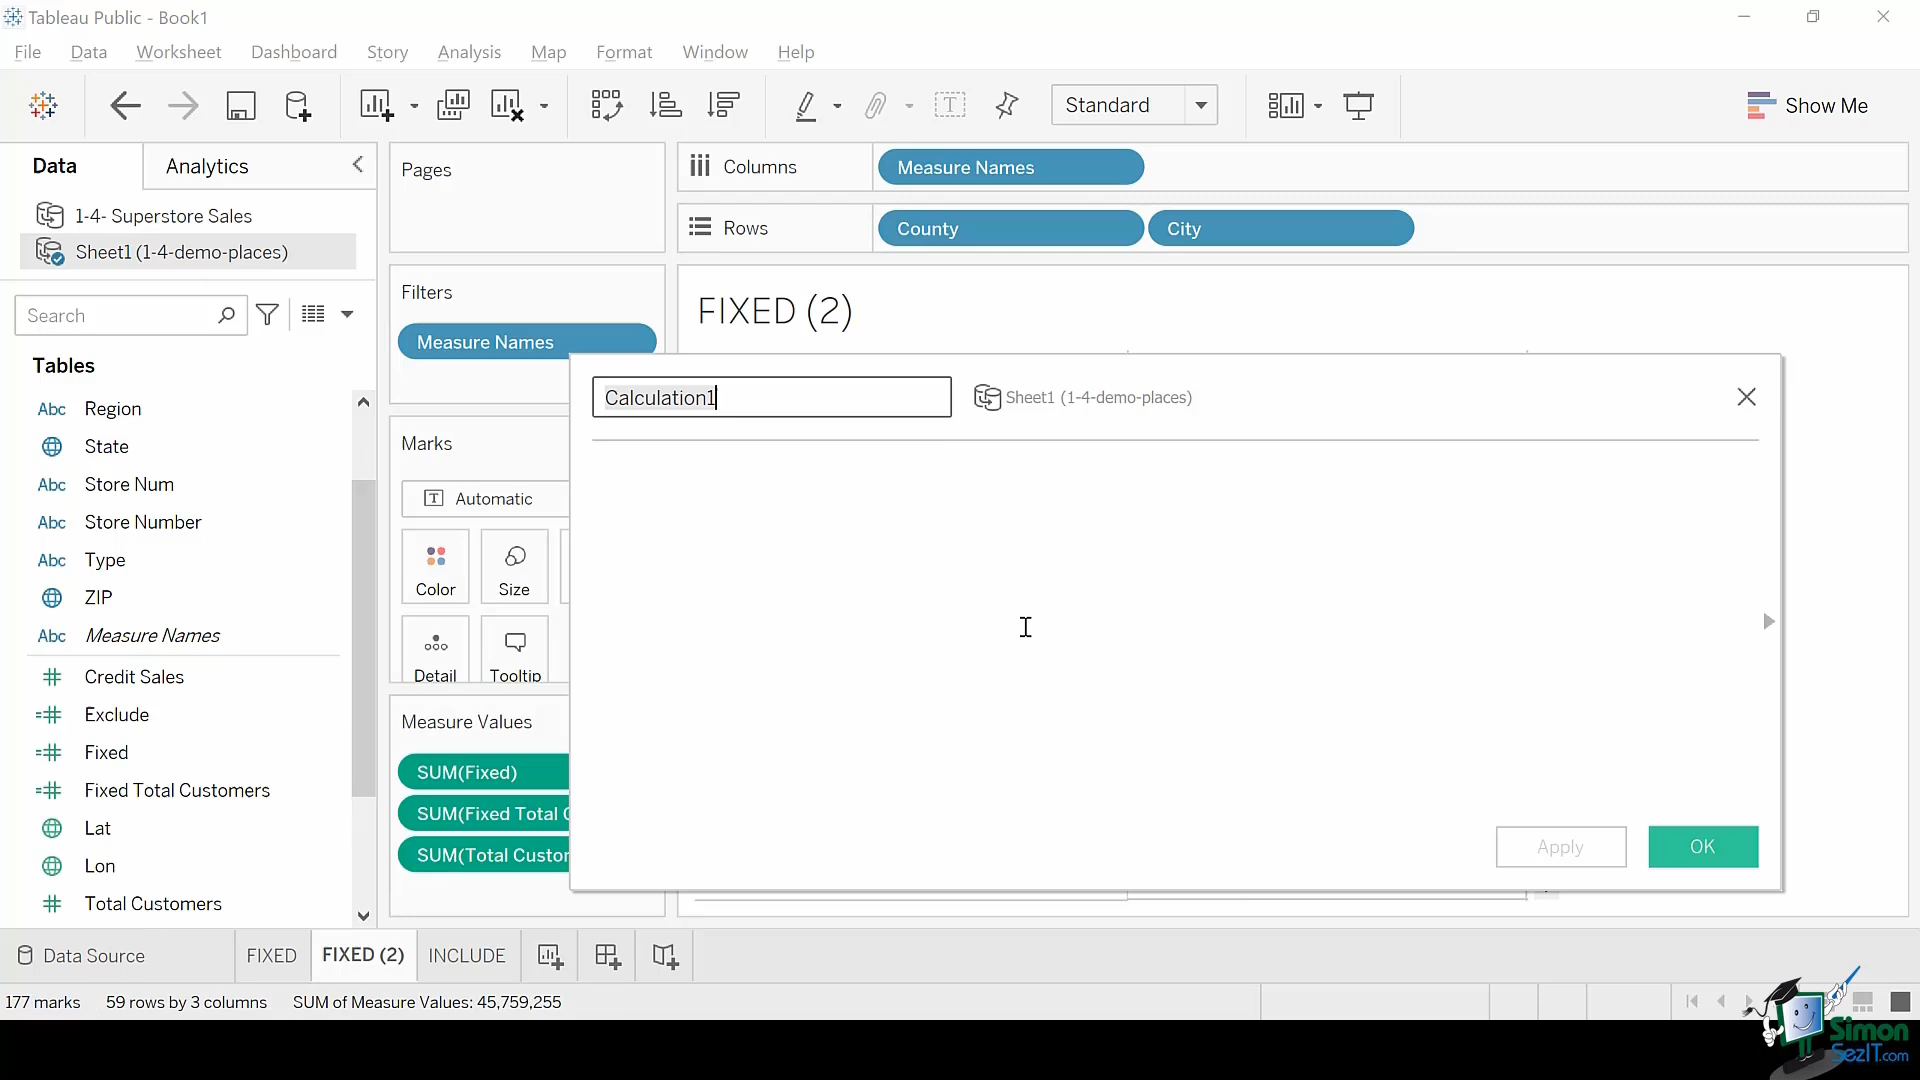 Tableau Public - Book1
File Data Worksheet Dashboard Story Analysis Map Format Window Help
Standard
Show Me
Data
Analytics
1-4- Superstore Sales
Sheet1 (1-4-demo-places)
Search
Tables
Abc Region
State
Abc Store Num
Abc Store Number
Abc Type
ZIP
Abc Measure Names
Credit Sales
Exclude
Fixed
Fixed Total Customers
Lat
Lon
Total Customers
Pages
Filters
Measure Names
Marks
Automatic
Color
Size
Detail
Tooltip
Measure Values
SUM(Fixed)
SUM(Fixed Total
SUM(Total Custom
Columns
Measure Names
Rows
County
City
FIXED (2)
Calculation1
Sheet1 (1-4-demo-places)
Apply
OK
Data Source
FIXED
FIXED (2)
INCLUDE
177 marks
59 rows by 3 columns
SUM of Measure Values: 45,759,255
Simon
SezIT.com